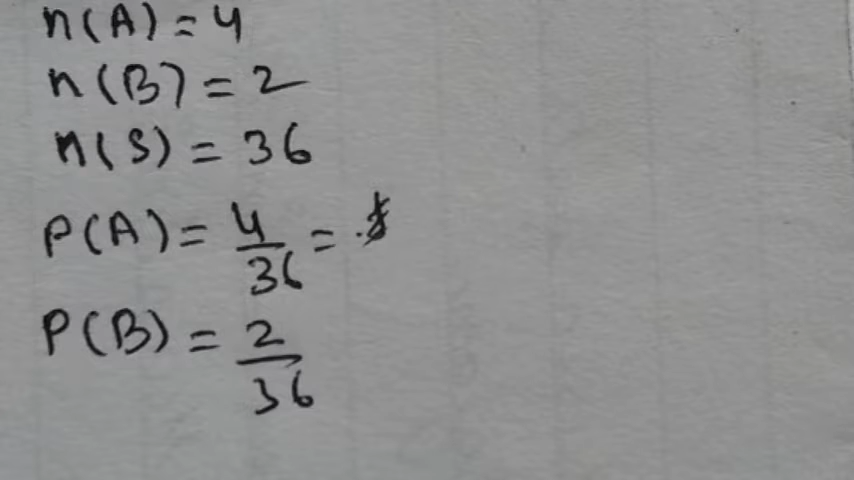 n(A) = 4
n(B) = 2
n(S) = 36
P(A) = 4/36 =
P(B) = 2/36